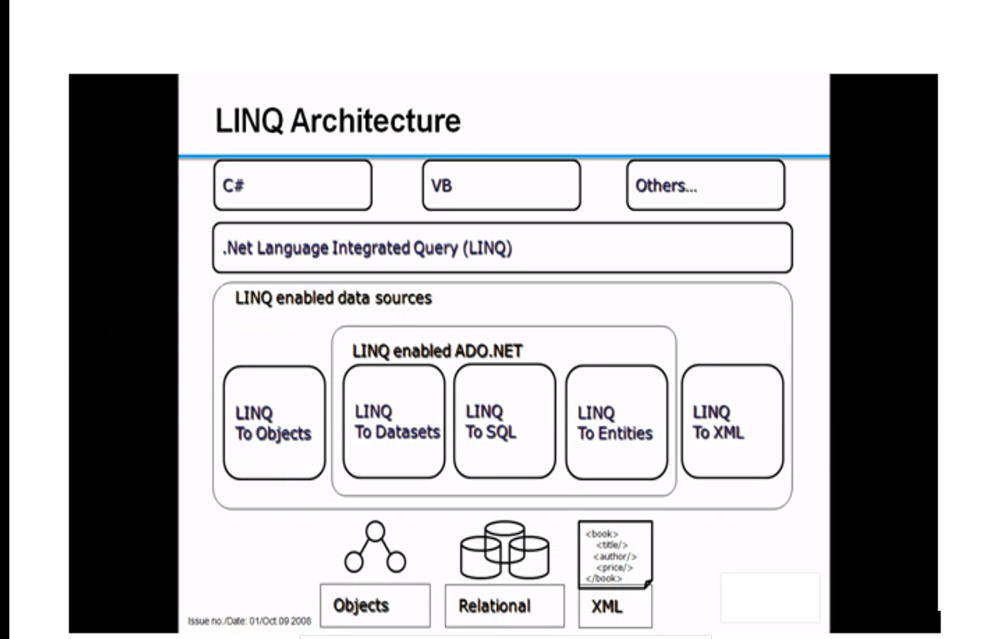 LINQ Architecture
C#
VB
Others...
.Net Language Integrated Query (LINQ)
LINQ enabled data sources
LINQ enabled ADO.NET
LINQ
To Objects
LINQ
To Datasets
LINQ
To SQL
LINQ
To Entities
LINQ
To XML
<book>
<title/>
<author/>
<price/>
</book>
Objects
Relational
XML
Issue no./Date: 01/Oct 09 2008